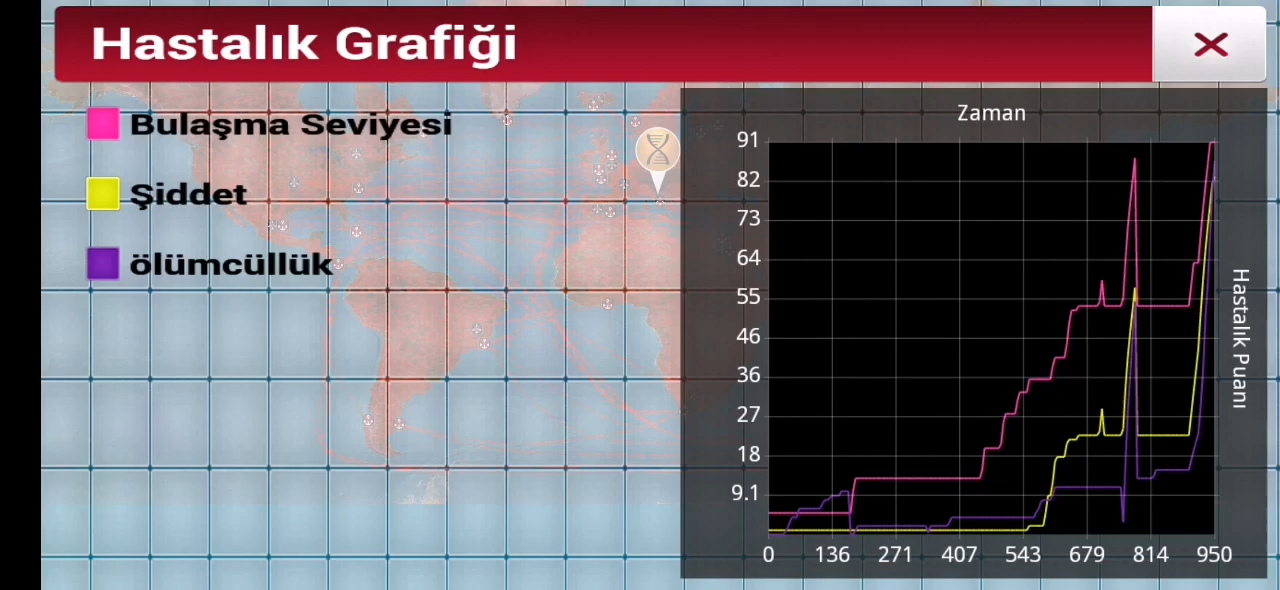 Hastalık Grafiği
Bulaşma Seviyesi
Şiddet
ölümcüllük
Zaman
91
82
73
64
55
46
36
27
18
9.1
0 136 271 407 543 679 814 950
Hastalık Puanı